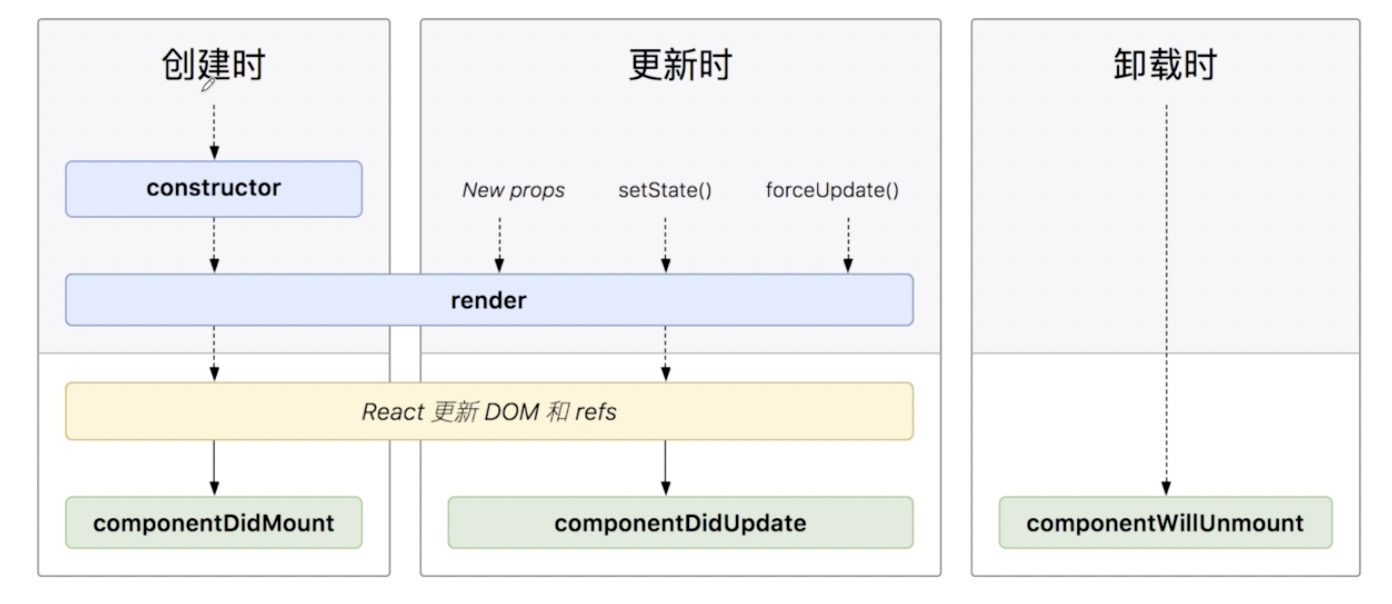 创建时
更新时
卸载时
constructor
New props
setState()
forceUpdate()
render
React 更新 DOM 和 refs
componentDidMount
componentDidUpdate
componentWillUnmount